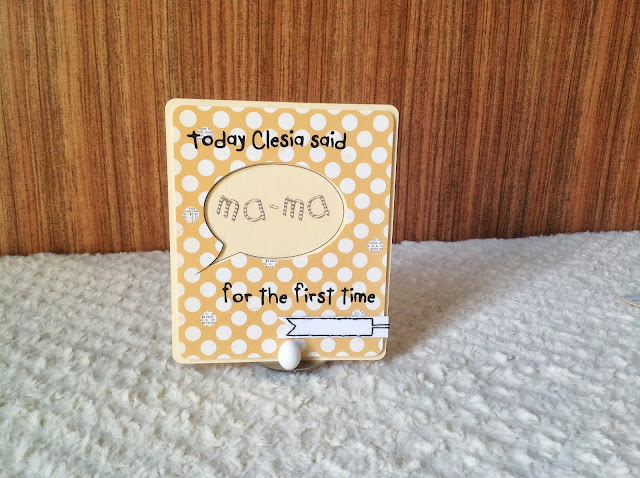 today Clesia said
ma-ma
for the first time